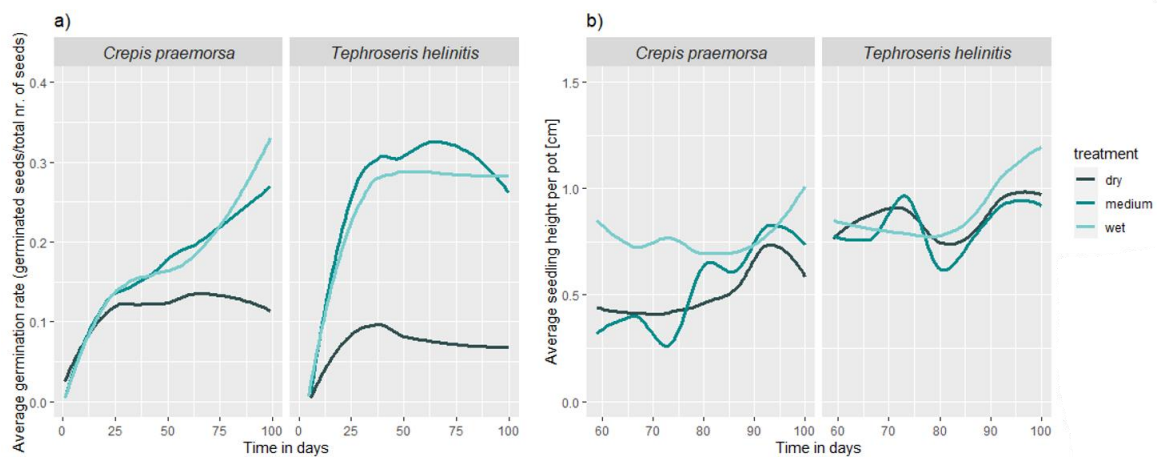 a)
Crepis praemorsa
Tephroseris helinitis
Average germination rate (germinated seeds/total nr. of seeds)
0.4
0.3
0.2
0.1
0.0
0 25 50 75 100
0 25 50 75 100
Time in days
b)
Crepis praemorsa
Tephroseris helinitis
Average seedling height per pot [cm]
1.5
1.0
0.5
0.0
60 70 80 90 100
60 70 80 90 100
Time in days
treatment
dry
medium
wet